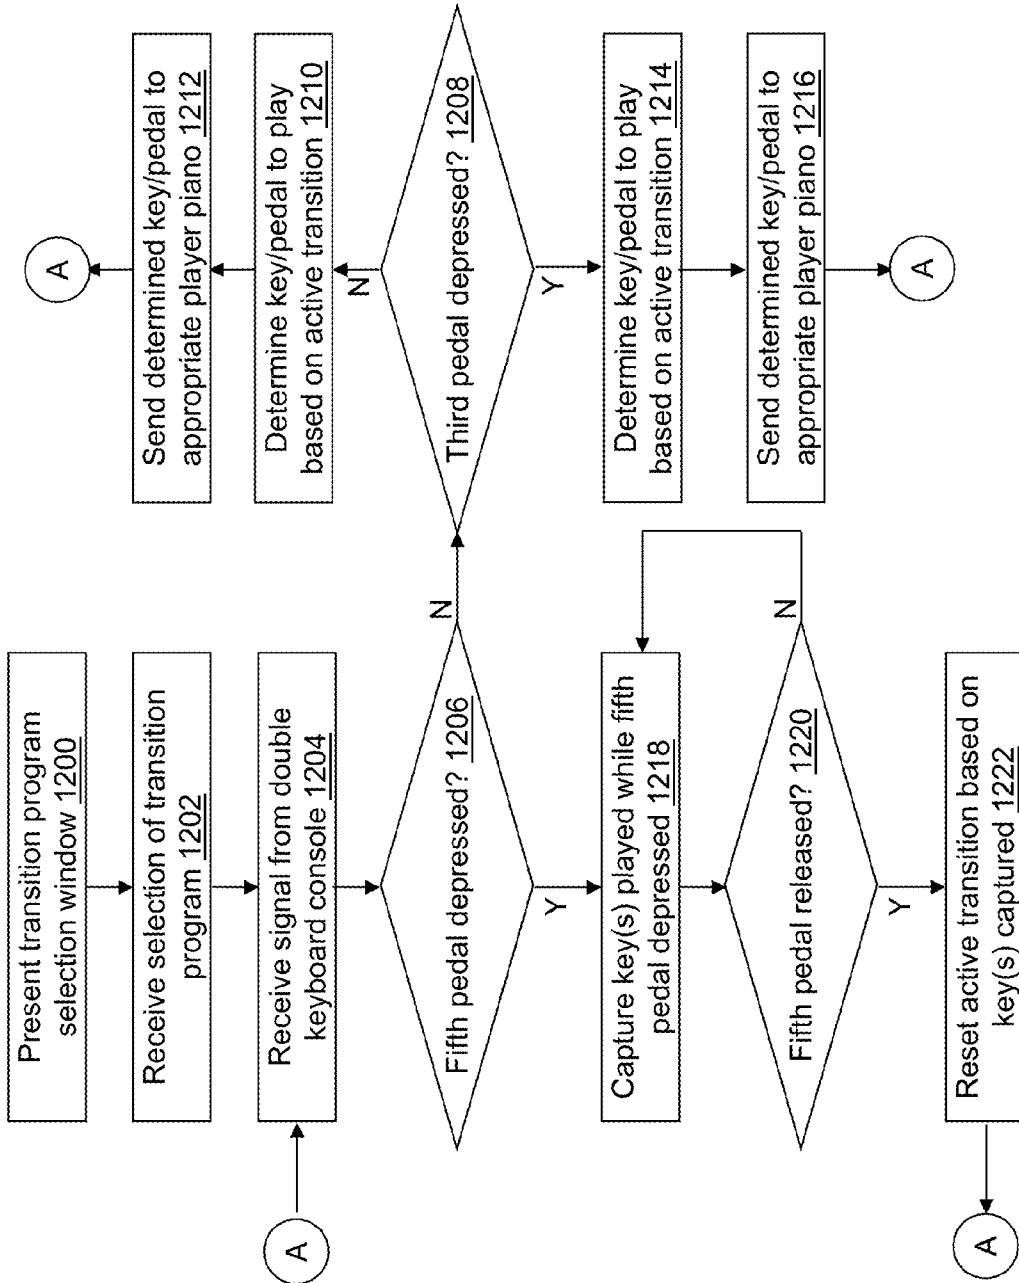 Present transition program
selection window 1200
Receive selection of transition
program 1202
A
Receive signal from double
keyboard console 1204
Fifth pedal depressed? 1206
N
Y
Capture key(s) played while fifth
pedal depressed 1218
Fifth pedal released? 1220
N
Y
Reset active transition based on
key(s) captured 1222
A
A
Send determined key/pedal to
appropriate player piano 1212
Determine key/pedal to play
based on active transition 1210
N
Third pedal depressed? 1208
Y
Determine key/pedal to play
based on active transition 1214
Send determined key/pedal to
appropriate player piano 1216
A